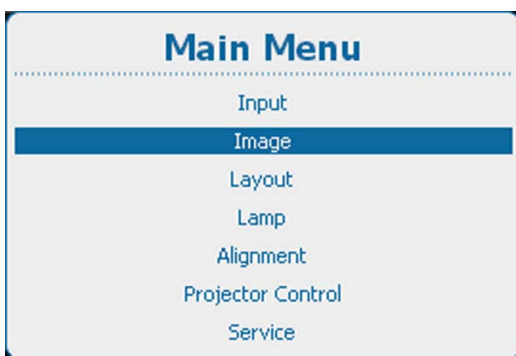 Main Menu
Input
Image
Layout
Lamp
Alignment
Projector Control
Service